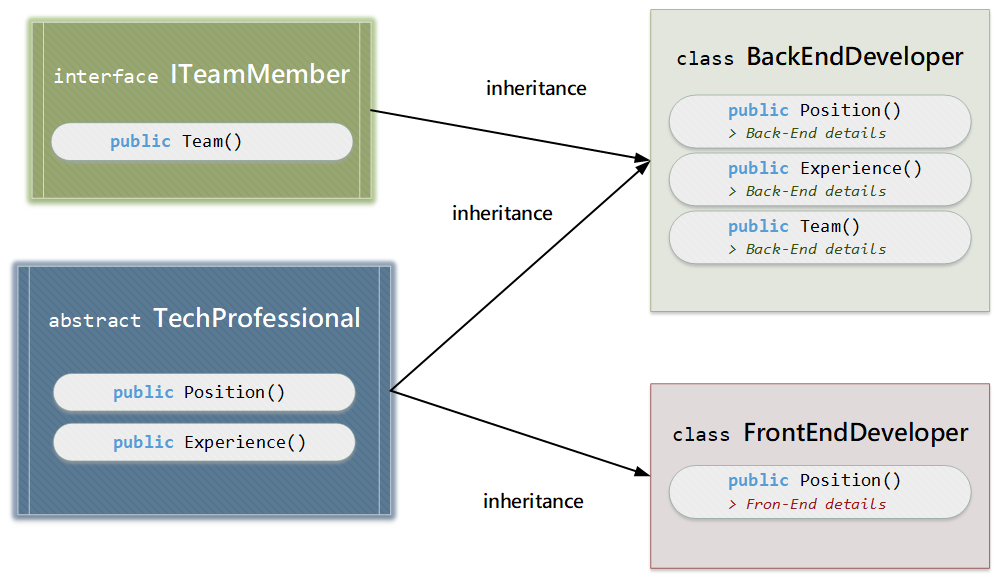 interface ITeamMember
public Team()
abstract TechProfessional
public Position()
public Experience()
inheritance
inheritance
inheritance
class BackEndDeveloper
public Position()
> Back-End details
public Experience()
> Back-End details
public Team()
> Back-End details
class FrontEndDeveloper
public Position()
> Fron-End details